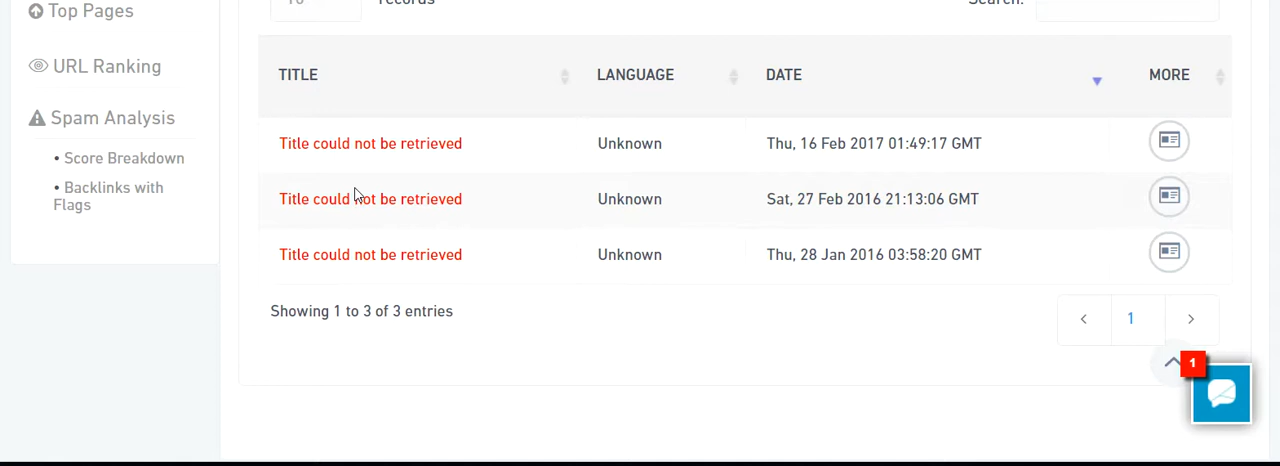 Top Pages
URL Ranking
Spam Analysis
• Score Breakdown
• Backlinks with
Flags
10 records
Search:
TITLE LANGUAGE DATE MORE
Title could not be retrieved Unknown Thu, 16 Feb 2017 01:49:17 GMT
Title could not be retrieved Unknown Sat, 27 Feb 2016 21:13:06 GMT
Title could not be retrieved Unknown Thu, 28 Jan 2016 03:58:20 GMT
Showing 1 to 3 of 3 entries
< 1 >
1